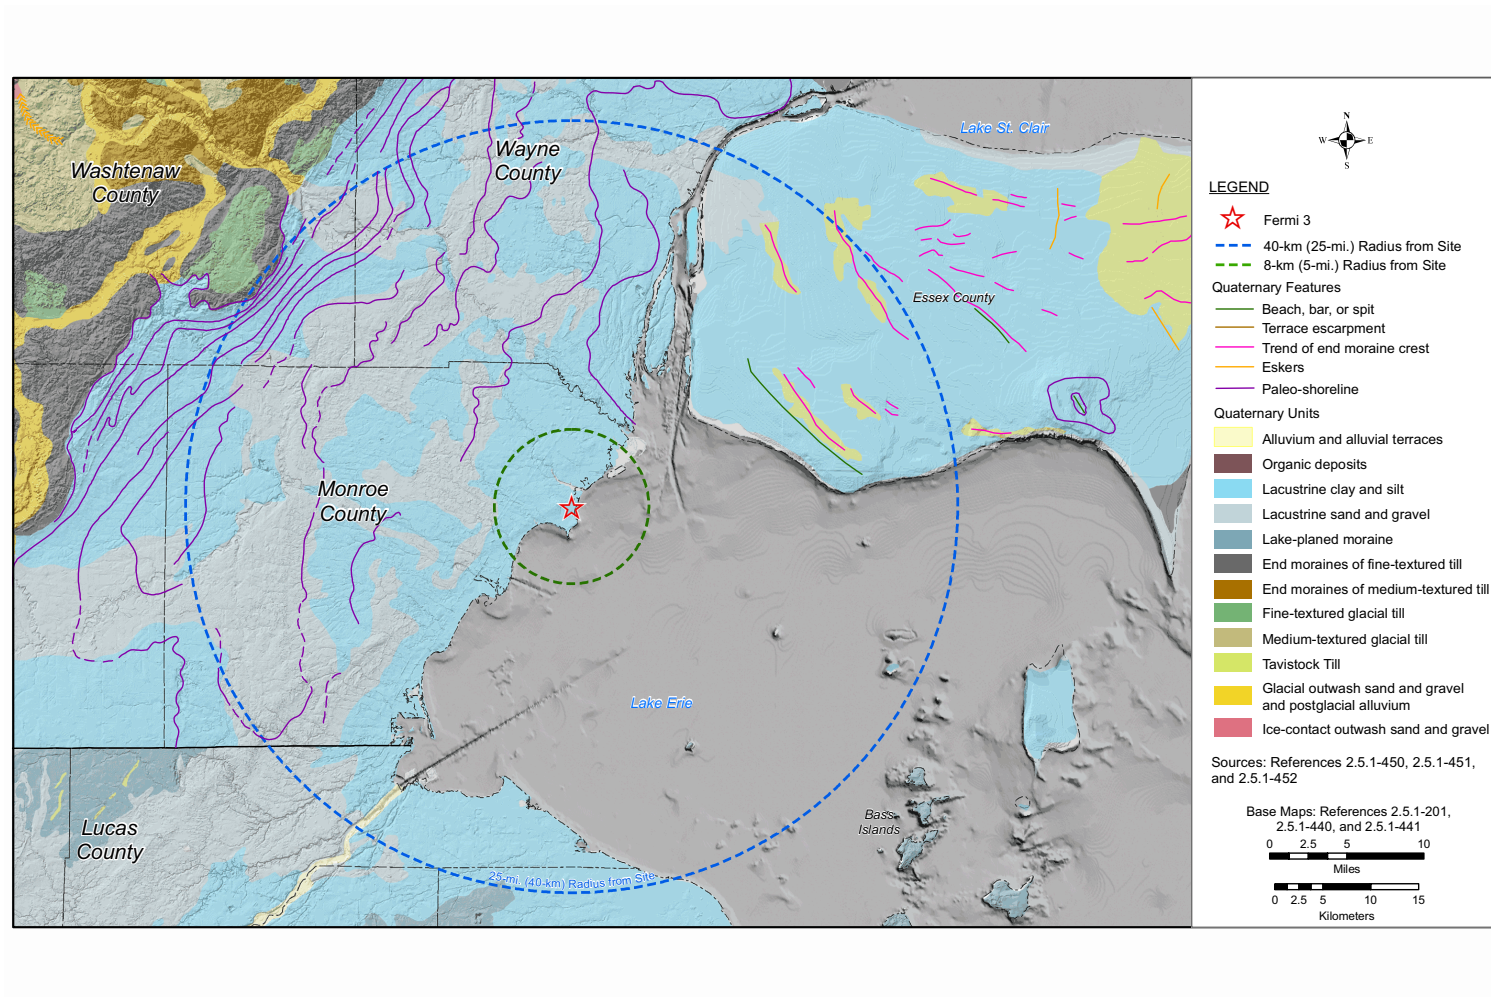 Washtenaw
County
Wayne
County
Lake St. Clair
Essex County
Monroe
County
Lake Erie
Bass
Islands
Lucas
County
25-mi. (40-km) Radius from Site
N
W
E
S
LEGEND
Fermi 3
40-km (25-mi.) Radius from Site
8-km (5-mi.) Radius from Site
Quaternary Features
Beach, bar, or spit
Terrace escarpment
Trend of end moraine crest
Eskers
Paleo-shoreline
Quaternary Units
Alluvium and alluvial terraces
Organic deposits
Lacustrine clay and silt
Lacustrine sand and gravel
Lake-planed moraine
End moraines of fine-textured till
End moraines of medium-textured till
Fine-textured glacial till
Medium-textured glacial till
Tavistock Till
Glacial outwash sand and gravel
and postglacial alluvium
Ice-contact outwash sand and gravel
Sources: References 2.5.1-450, 2.5.1-451,
and 2.5.1-452
Base Maps: References 2.5.1-201,
2.5.1-440, and 2.5.1-441
0 2.5 5 10
Miles
0 2.5 5 10 15
Kilometers